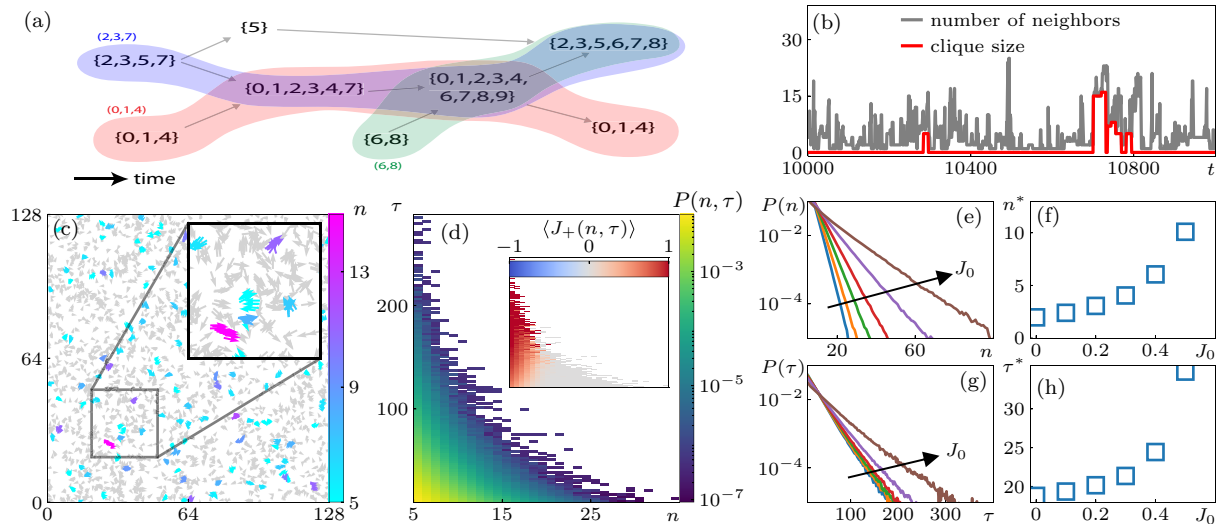 (a)
(2,3,7)
{2,3,5,7}
{5}
{2,3,5,6,7,8}
{0,1,2,3,4,7}
{0,1,2,3,4,
6,7,8,9}
(0,1,4)
{0,1,4}
{6,8}
(6,8)
{0,1,4}
time
(b)
number of neighbors
clique size
30
15
0
10000
10400
10800
t
(c)
128
64
0
0
64
128
n
13
9
5
(d)
τ
200
100
5
15
25
n
⟨J₊(n, τ)⟩
−1
0
1
P(n, τ)
10⁻³
10⁻⁵
10⁻⁷
(e)
P(n)
10⁻²
10⁻⁴
J₀
20
60
n
(f)
n*
10
5
0
0
0.2
0.4
J₀
(g)
P(τ)
10⁻²
10⁻⁴
J₀
100
200
300
τ
(h)
τ*
30
25
20
0
0.2
0.4
J₀